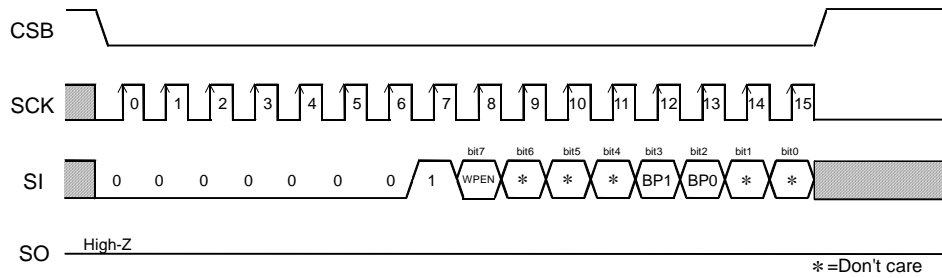 CSB
SCK 0 1 2 3 4 5 6 7 8 9 10 11 12 13 14 15
bit7 bit6 bit5 bit4 bit3 bit2 bit1 bit0
SI 0 0 0 0 0 0 0 1 WPEN * * * BP1 BP0 * *
SO High-Z
*=Don't care